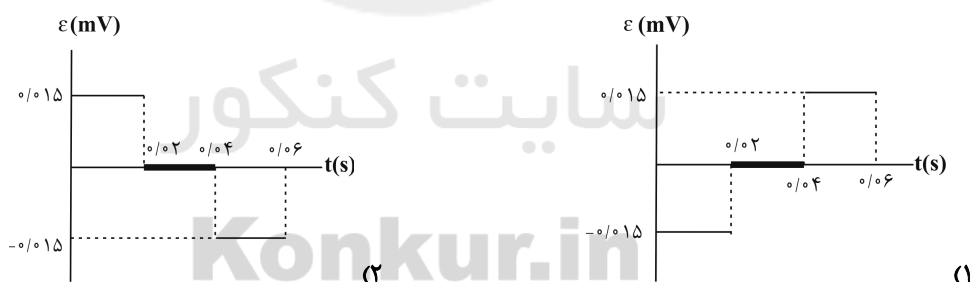 ε(mV)
۰/۰۱۵
۰/۰۲
۰/۰۴
۰/۰۶
t(s)
-۰/۰۱۵
(۱
ε(mV)
۰/۰۱۵
۰/۰۲
۰/۰۴
۰/۰۶
t(s)
-۰/۰۱۵
(۲
سایت کنکور
Konkur.in